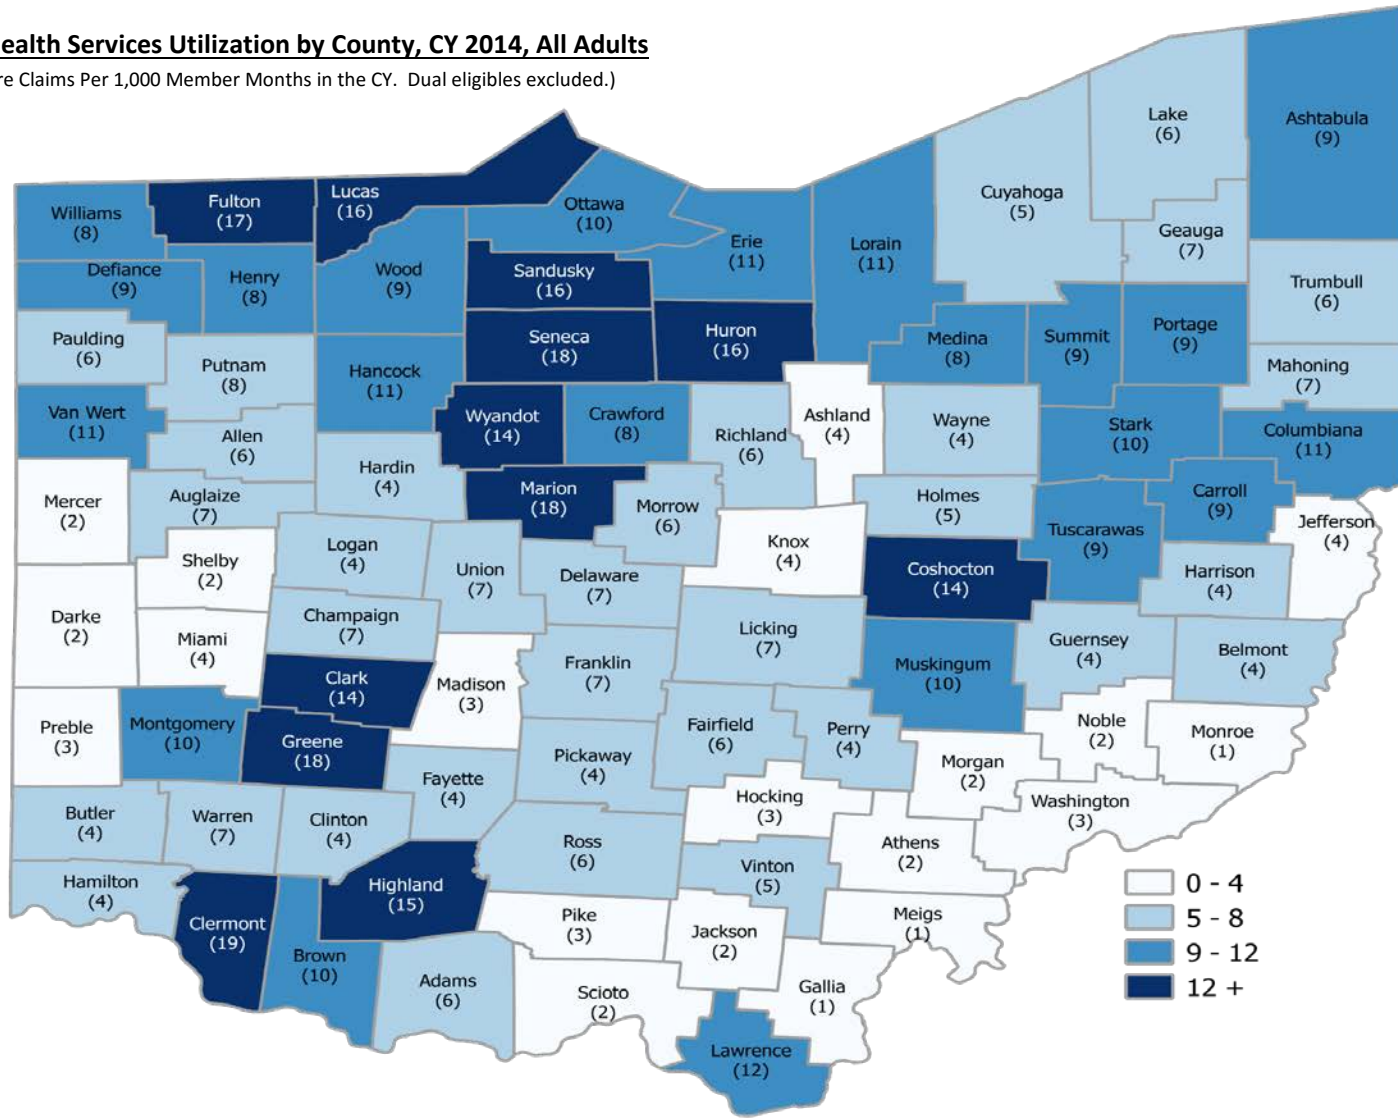 ealth Services Utilization by County, CY 2014, All Adults
re Claims Per 1,000 Member Months in the CY.  Dual eligibles excluded.)
Lake
(6)
Ashtabula
(9)
Cuyahoga
(5)
Geauga
(7)
Trumbull
(6)
Williams
(8)
Fulton
(17)
Lucas
(16)
Ottawa
(10)
Erie
(11)
Lorain
(11)
Defiance
(9)
Henry
(8)
Wood
(9)
Sandusky
(16)
Seneca
(18)
Huron
(16)
Medina
(8)
Summit
(9)
Portage
(9)
Mahoning
(7)
Paulding
(6)
Putnam
(8)
Hancock
(11)
Van Wert
(11)
Allen
(6)
Wyandot
(14)
Crawford
(8)
Richland
(6)
Ashland
(4)
Wayne
(4)
Stark
(10)
Columbiana
(11)
Hardin
(4)
Mercer
(2)
Auglaize
(7)
Marion
(18)
Morrow
(6)
Holmes
(5)
Carroll
(9)
Tuscarawas
(9)
Jefferson
(4)
Shelby
(2)
Logan
(4)
Union
(7)
Delaware
(7)
Knox
(4)
Coshocton
(14)
Harrison
(4)
Darke
(2)
Miami
(4)
Champaign
(7)
Licking
(7)
Guernsey
(4)
Belmont
(4)
Clark
(14)
Madison
(3)
Franklin
(7)
Muskingum
(10)
Preble
(3)
Montgomery
(10)
Greene
(18)
Fayette
(4)
Pickaway
(4)
Fairfield
(6)
Perry
(4)
Morgan
(2)
Noble
(2)
Monroe
(1)
Washington
(3)
Butler
(4)
Warren
(7)
Clinton
(4)
Ross
(6)
Hocking
(3)
Vinton
(5)
Athens
(2)
Hamilton
(4)
Clermont
(19)
Highland
(15)
Brown
(10)
Adams
(6)
Pike
(3)
Jackson
(2)
Meigs
(1)
Scioto
(2)
Gallia
(1)
Lawrence
(12)
0 - 4
5 - 8
9 - 12
12 +